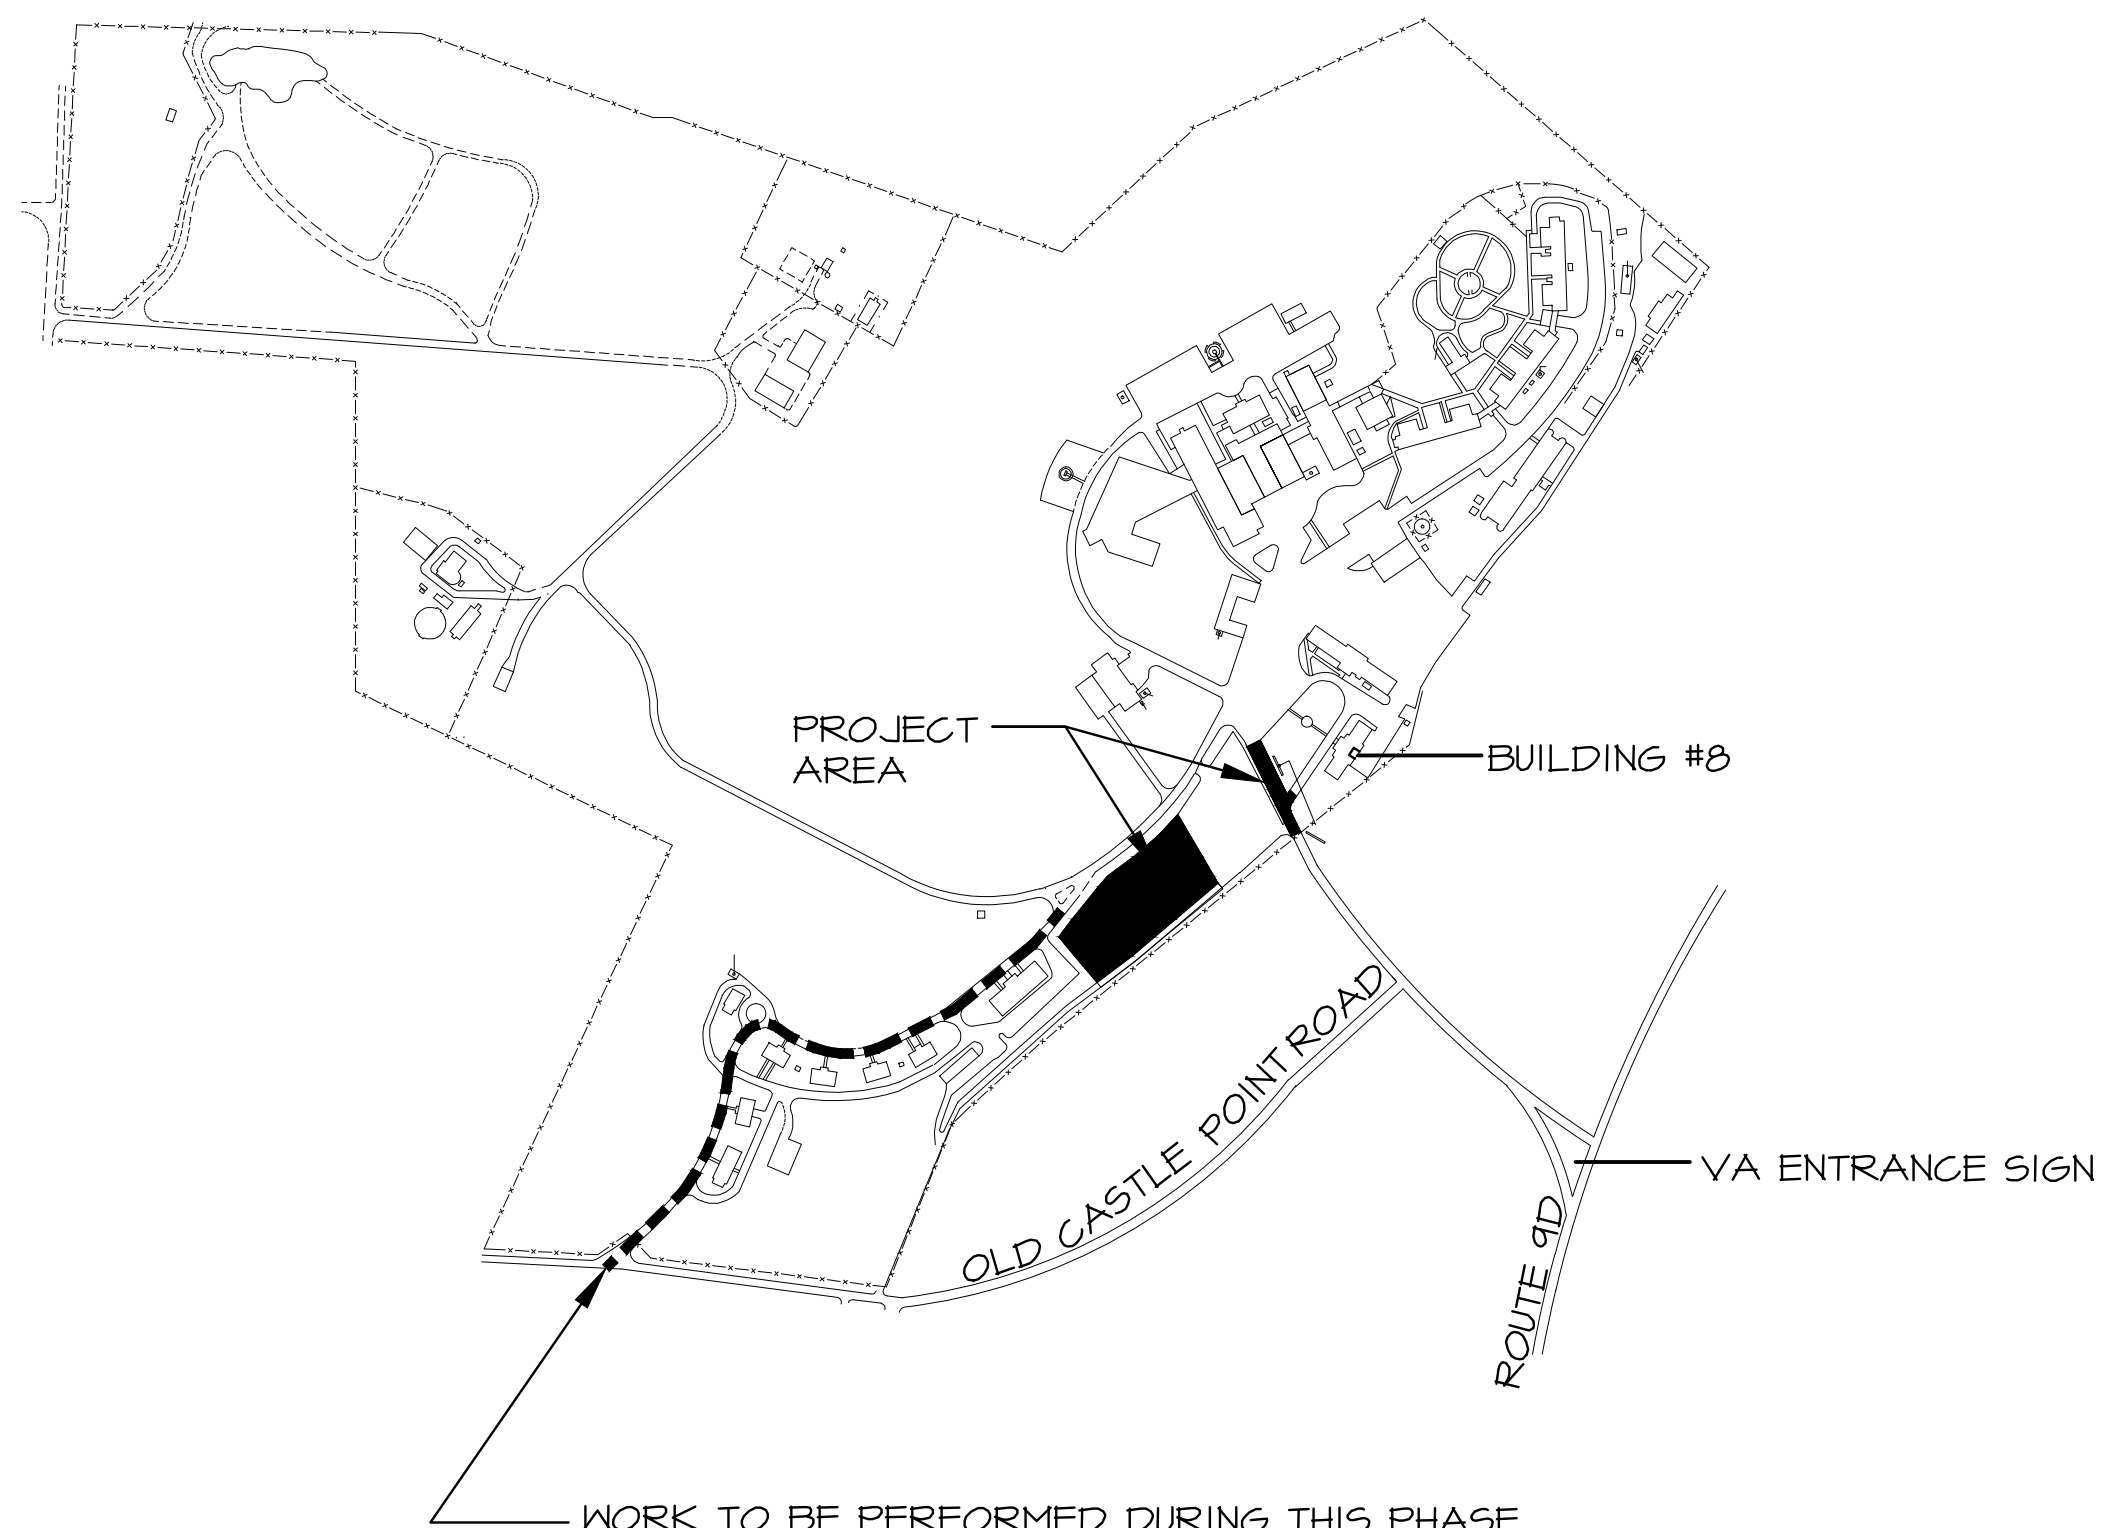 PROJECT
AREA
BUILDING #8
OLD CASTLE POINT ROAD
VA ENTRANCE SIGN
ROUTE 9D
WORK TO BE PERFORMED DURING THIS PHASE